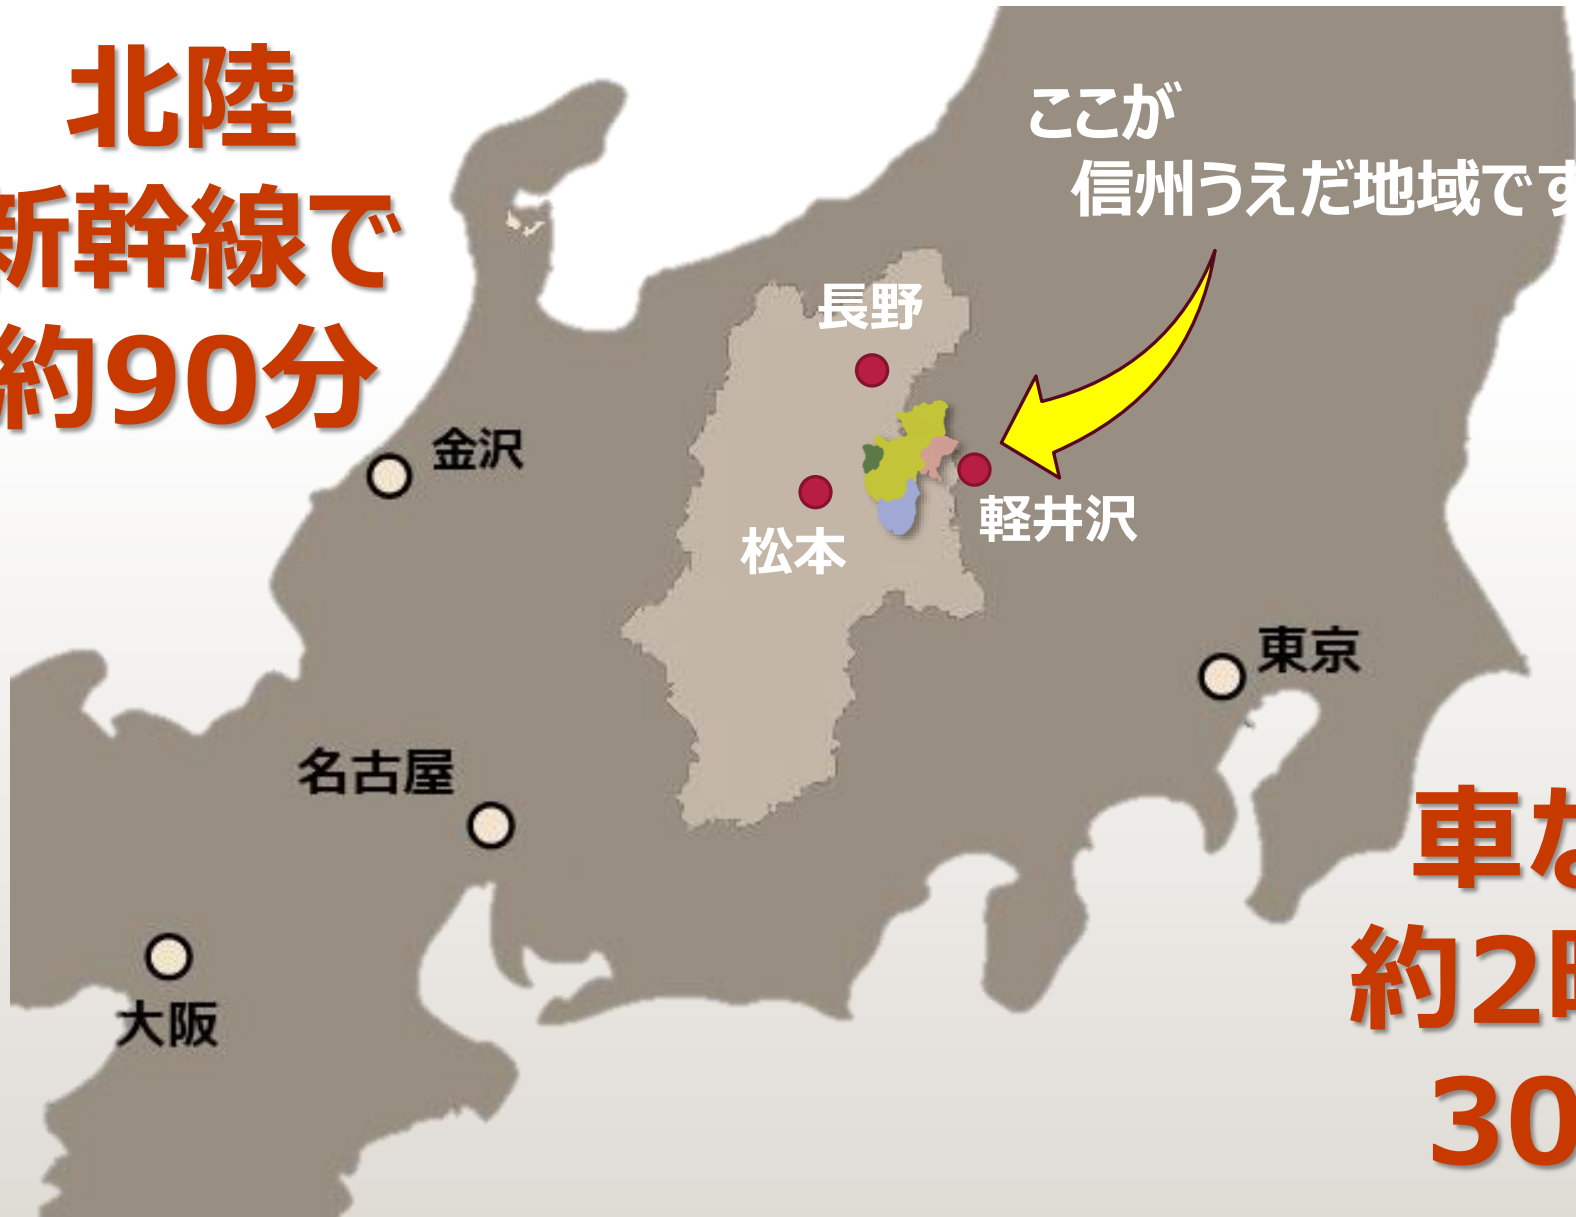 北陸
新幹線で
約90分
ここが
信州うえだ地域です
長野
金沢
松本
軽井沢
東京
名古屋
大阪
車な
約2時
30